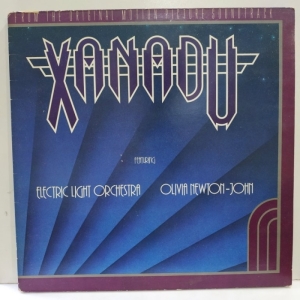 FROM THE ORIGINAL MOTION PICTURE SOUNDTRACK
XANADU
FEATURING
ELECTRIC LIGHT ORCHESTRA OLIVIA NEWTON-JOHN